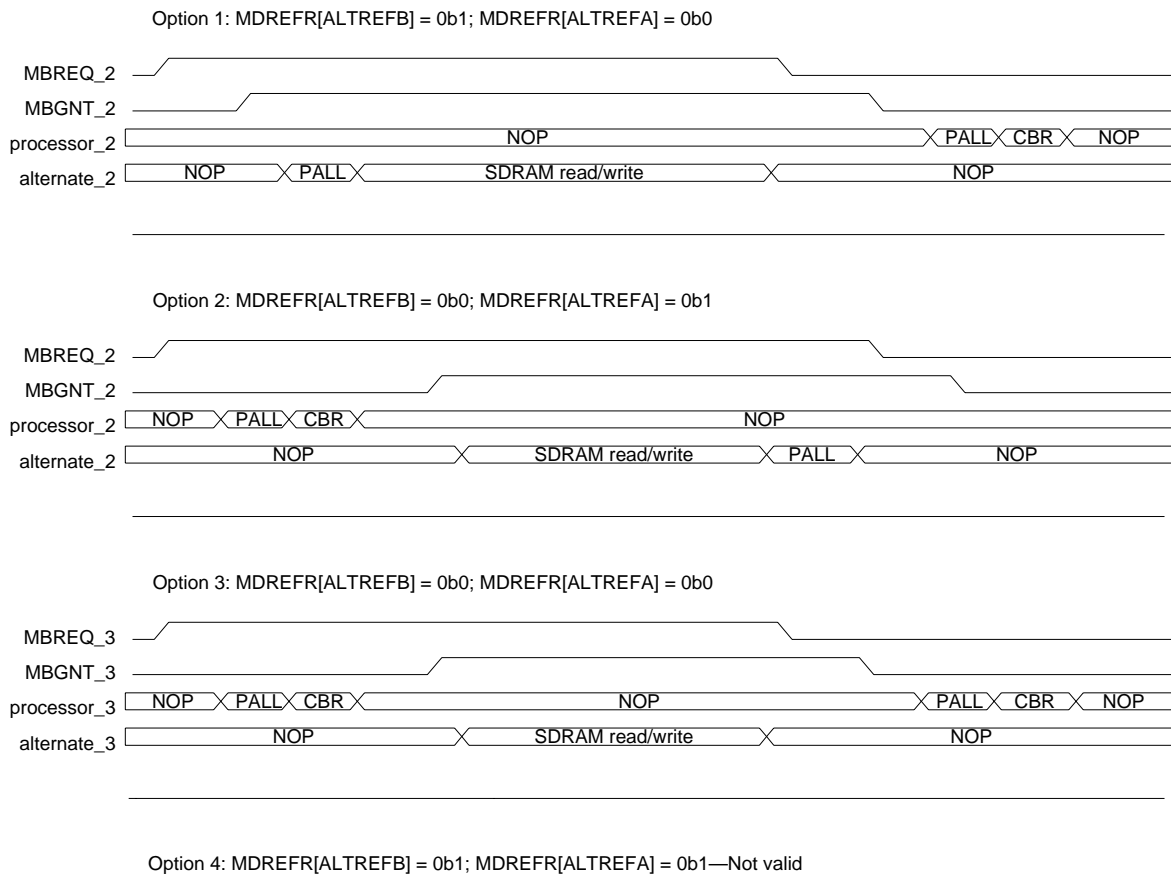 Option 1: MDREFR[ALTREFB] = 0b1; MDREFR[ALTREFA] = 0b0
MBREQ_2
MBGNT_2
processor_2 NOP PALL CBR NOP
alternate_2 NOP PALL SDRAM read/write NOP
Option 2: MDREFR[ALTREFB] = 0b0; MDREFR[ALTREFA] = 0b1
MBREQ_2
MBGNT_2
processor_2 NOP PALL CBR NOP
alternate_2 NOP SDRAM read/write PALL NOP
Option 3: MDREFR[ALTREFB] = 0b0; MDREFR[ALTREFA] = 0b0
MBREQ_3
MBGNT_3
processor_3 NOP PALL CBR NOP PALL CBR NOP
alternate_3 NOP SDRAM read/write NOP
Option 4: MDREFR[ALTREFB] = 0b1; MDREFR[ALTREFA] = 0b1—Not valid